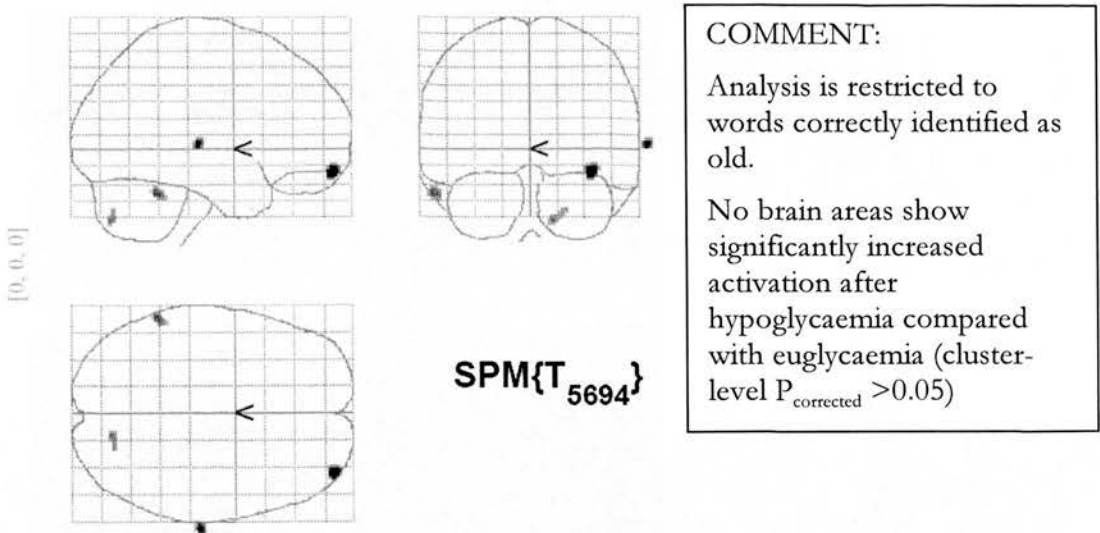 COMMENT:
Analysis is restricted to
words correctly identified as
old.
No brain areas show
significantly increased
activation after
hypoglycaemia compared
with euglycaemia (cluster-
level Pcorrected >0.05)
[0, 0, 0]
<
<
<
SPM{T5694}